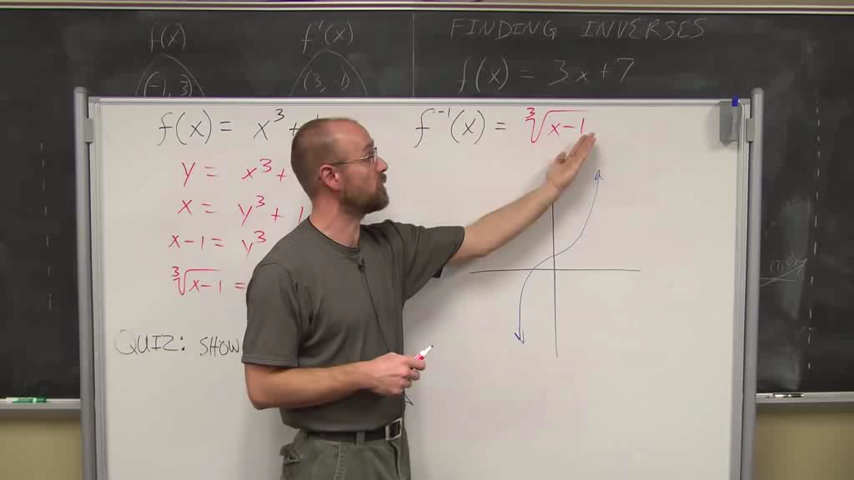 f(x) f⁻¹(x) FINDING INVERSES
(-1, 3) (3, -1) f(x) = 3x+7
f(x) = x³ + 1 f⁻¹(x) = ∛(x-1)
y = x³ +
x = y³ + 1
x-1 = y³
∛(x-1) =
QUIZ: SHOW